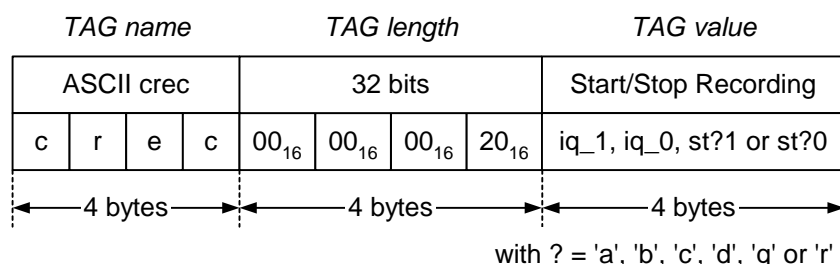 TAG name TAG length TAG value
ASCII crec 32 bits Start/Stop Recording
c r e c 00₁₆ 00₁₆ 00₁₆ 20₁₆ iq_1, iq_0, st?1 or st?0
4 bytes 4 bytes 4 bytes
with ? = 'a', 'b', 'c', 'd', 'q' or 'r'